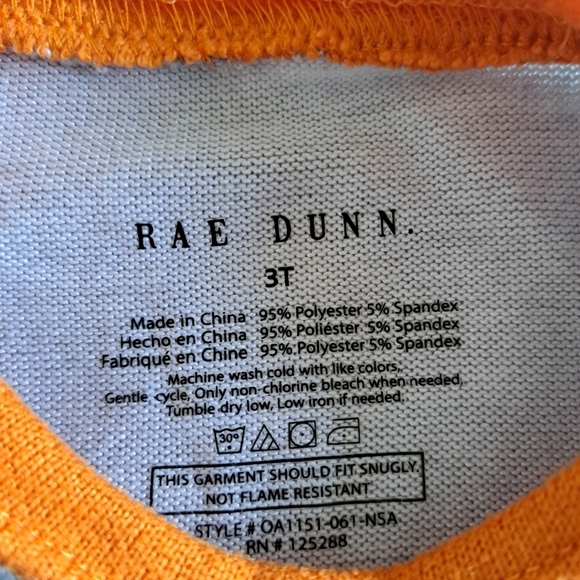 RAE DUNN.
3T
Made in China 95% Polyester 5% Spandex
Hecho en China 95% Poliéster 5% Spandex
Fabriqué en Chine 95% Polyester 5% Spandex
Machine wash cold with like colors,
Gentle cycle, Only non-chlorine bleach when needed,
Tumble dry low, Low iron if needed.
30°
THIS GARMENT SHOULD FIT SNUGLY.
NOT FLAME RESISTANT
STYLE # OA1151-061-NSA
RN # 125288